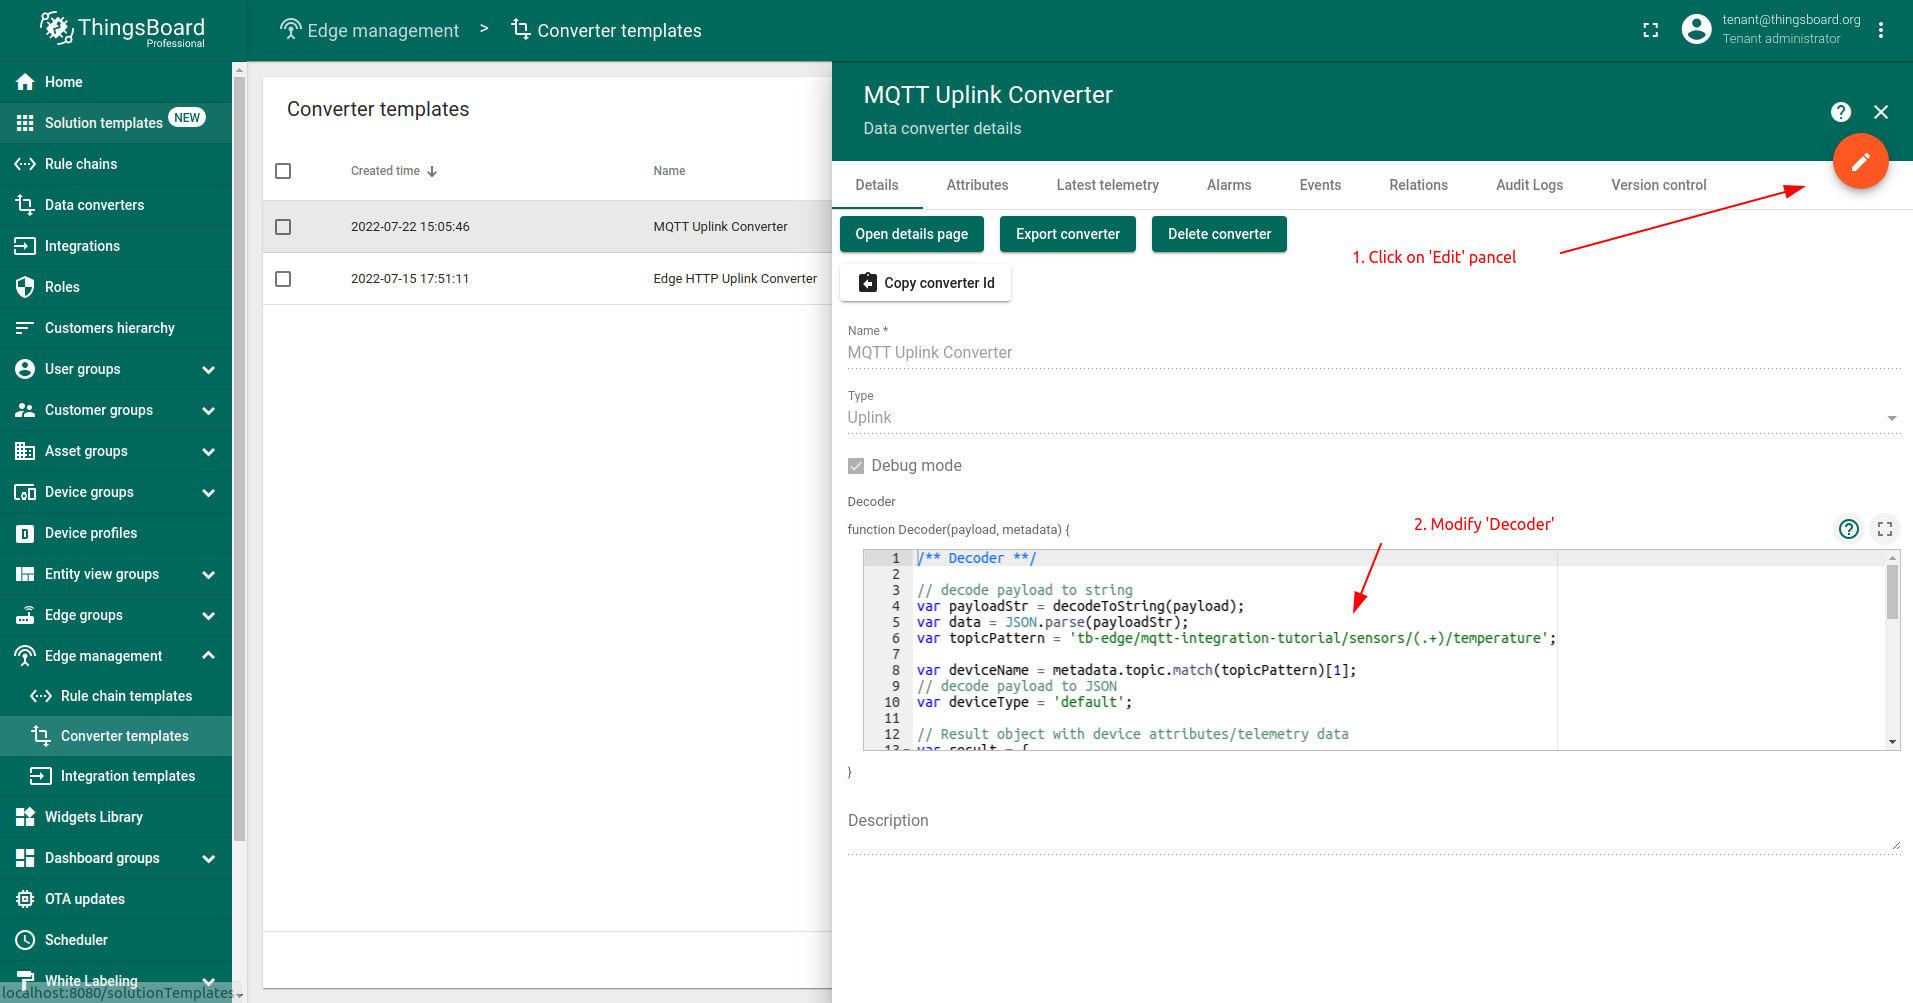 ThingsBoard
Professional
Edge management > Converter templates
tenant@thingsboard.org
Tenant administrator
Home
Solution templates NEW
Rule chains
Data converters
Integrations
Roles
Customers hierarchy
User groups
Customer groups
Asset groups
Device groups
Device profiles
Entity view groups
Edge groups
Edge management
Rule chain templates
Converter templates
Integration templates
Widgets Library
Dashboard groups
OTA updates
Scheduler
White Labeling
localhost:8080/solutionTemplates
Converter templates
Created time Name
2022-07-22 15:05:46 MQTT Uplink Converter
2022-07-15 17:51:11 Edge HTTP Uplink Converter
MQTT Uplink Converter
Data converter details
Details Attributes Latest telemetry Alarms Events Relations Audit Logs Version control
Open details page Export converter Delete converter
1. Click on 'Edit' pancel
Copy converter Id
Name *
MQTT Uplink Converter
Type
Uplink
Debug mode
Decoder
2. Modify 'Decoder'
function Decoder(payload, metadata) {
1 /** Decoder **/
2
3 // decode payload to string
4 var payloadStr = decodeToString(payload);
5 var data = JSON.parse(payloadStr);
6 var topicPattern = 'tb-edge/mqtt-integration-tutorial/sensors/(.+)/temperature';
7
8 var deviceName = metadata.topic.match(topicPattern)[1];
9 // decode payload to JSON
10 var deviceType = 'default';
11
12 // Result object with device attributes/telemetry data
13 var result = {
}
Description